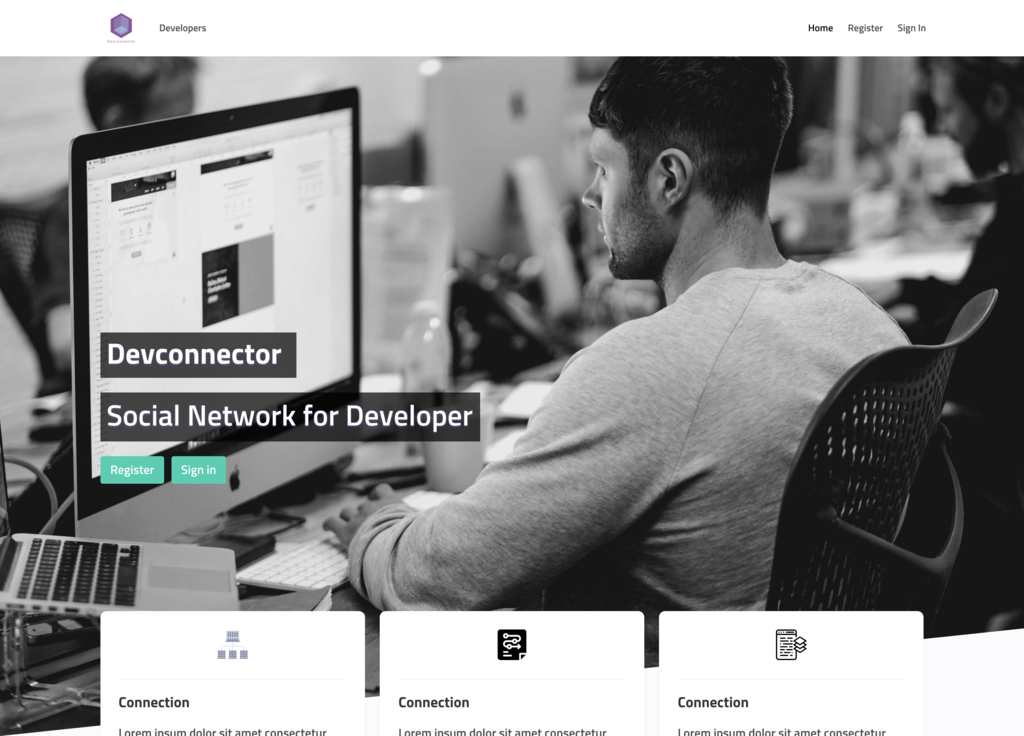 Devconnector
Developers
Home
Register
Sign In
Devconnector
Social Network for Developer
Register
Sign in
Connection
Lorem ipsum dolor sit amet consectetur
Connection
Lorem ipsum dolor sit amet consectetur
Connection
Lorem ipsum dolor sit amet consectetur